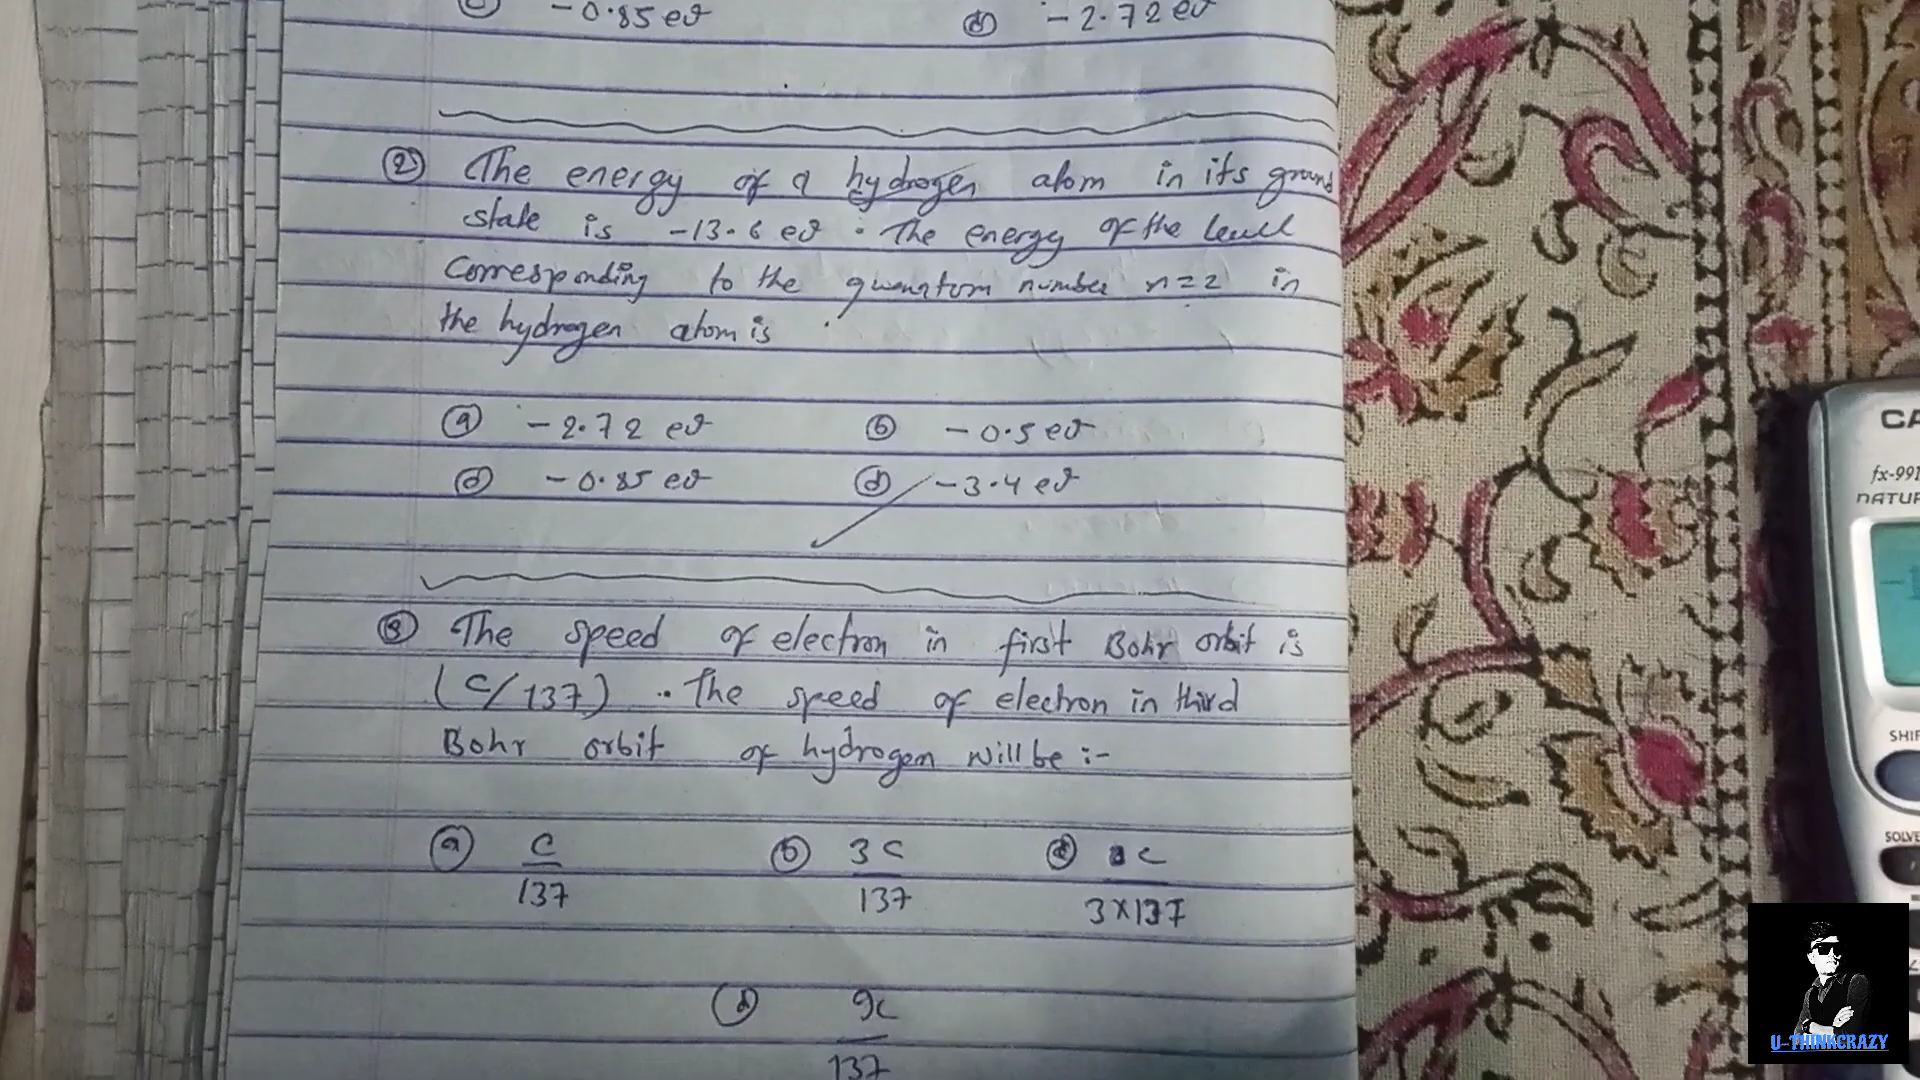 (c) -0.85 ev (d) -2.72 ev
(2) The energy of a hydrogen atom in its ground
state is -13.6 ev. The energy of the level
Corresponding to the quantum number n=2 in
the hydrogen atom is
(a) -2.72 ev (b) -0.5 ev
(c) -0.85 ev (d) -3.4 ev
(3) The speed of electron in first Bohr orbit is
(C/137). The speed of electron in third
Bohr orbit of hydrogen will be :-
(a) C/137 (b) 3C/137 (c) C/3×137
(d) 9C/137
CA
fx-991
NATUR
SHIF
SOLVE
U-THINKCRAZY